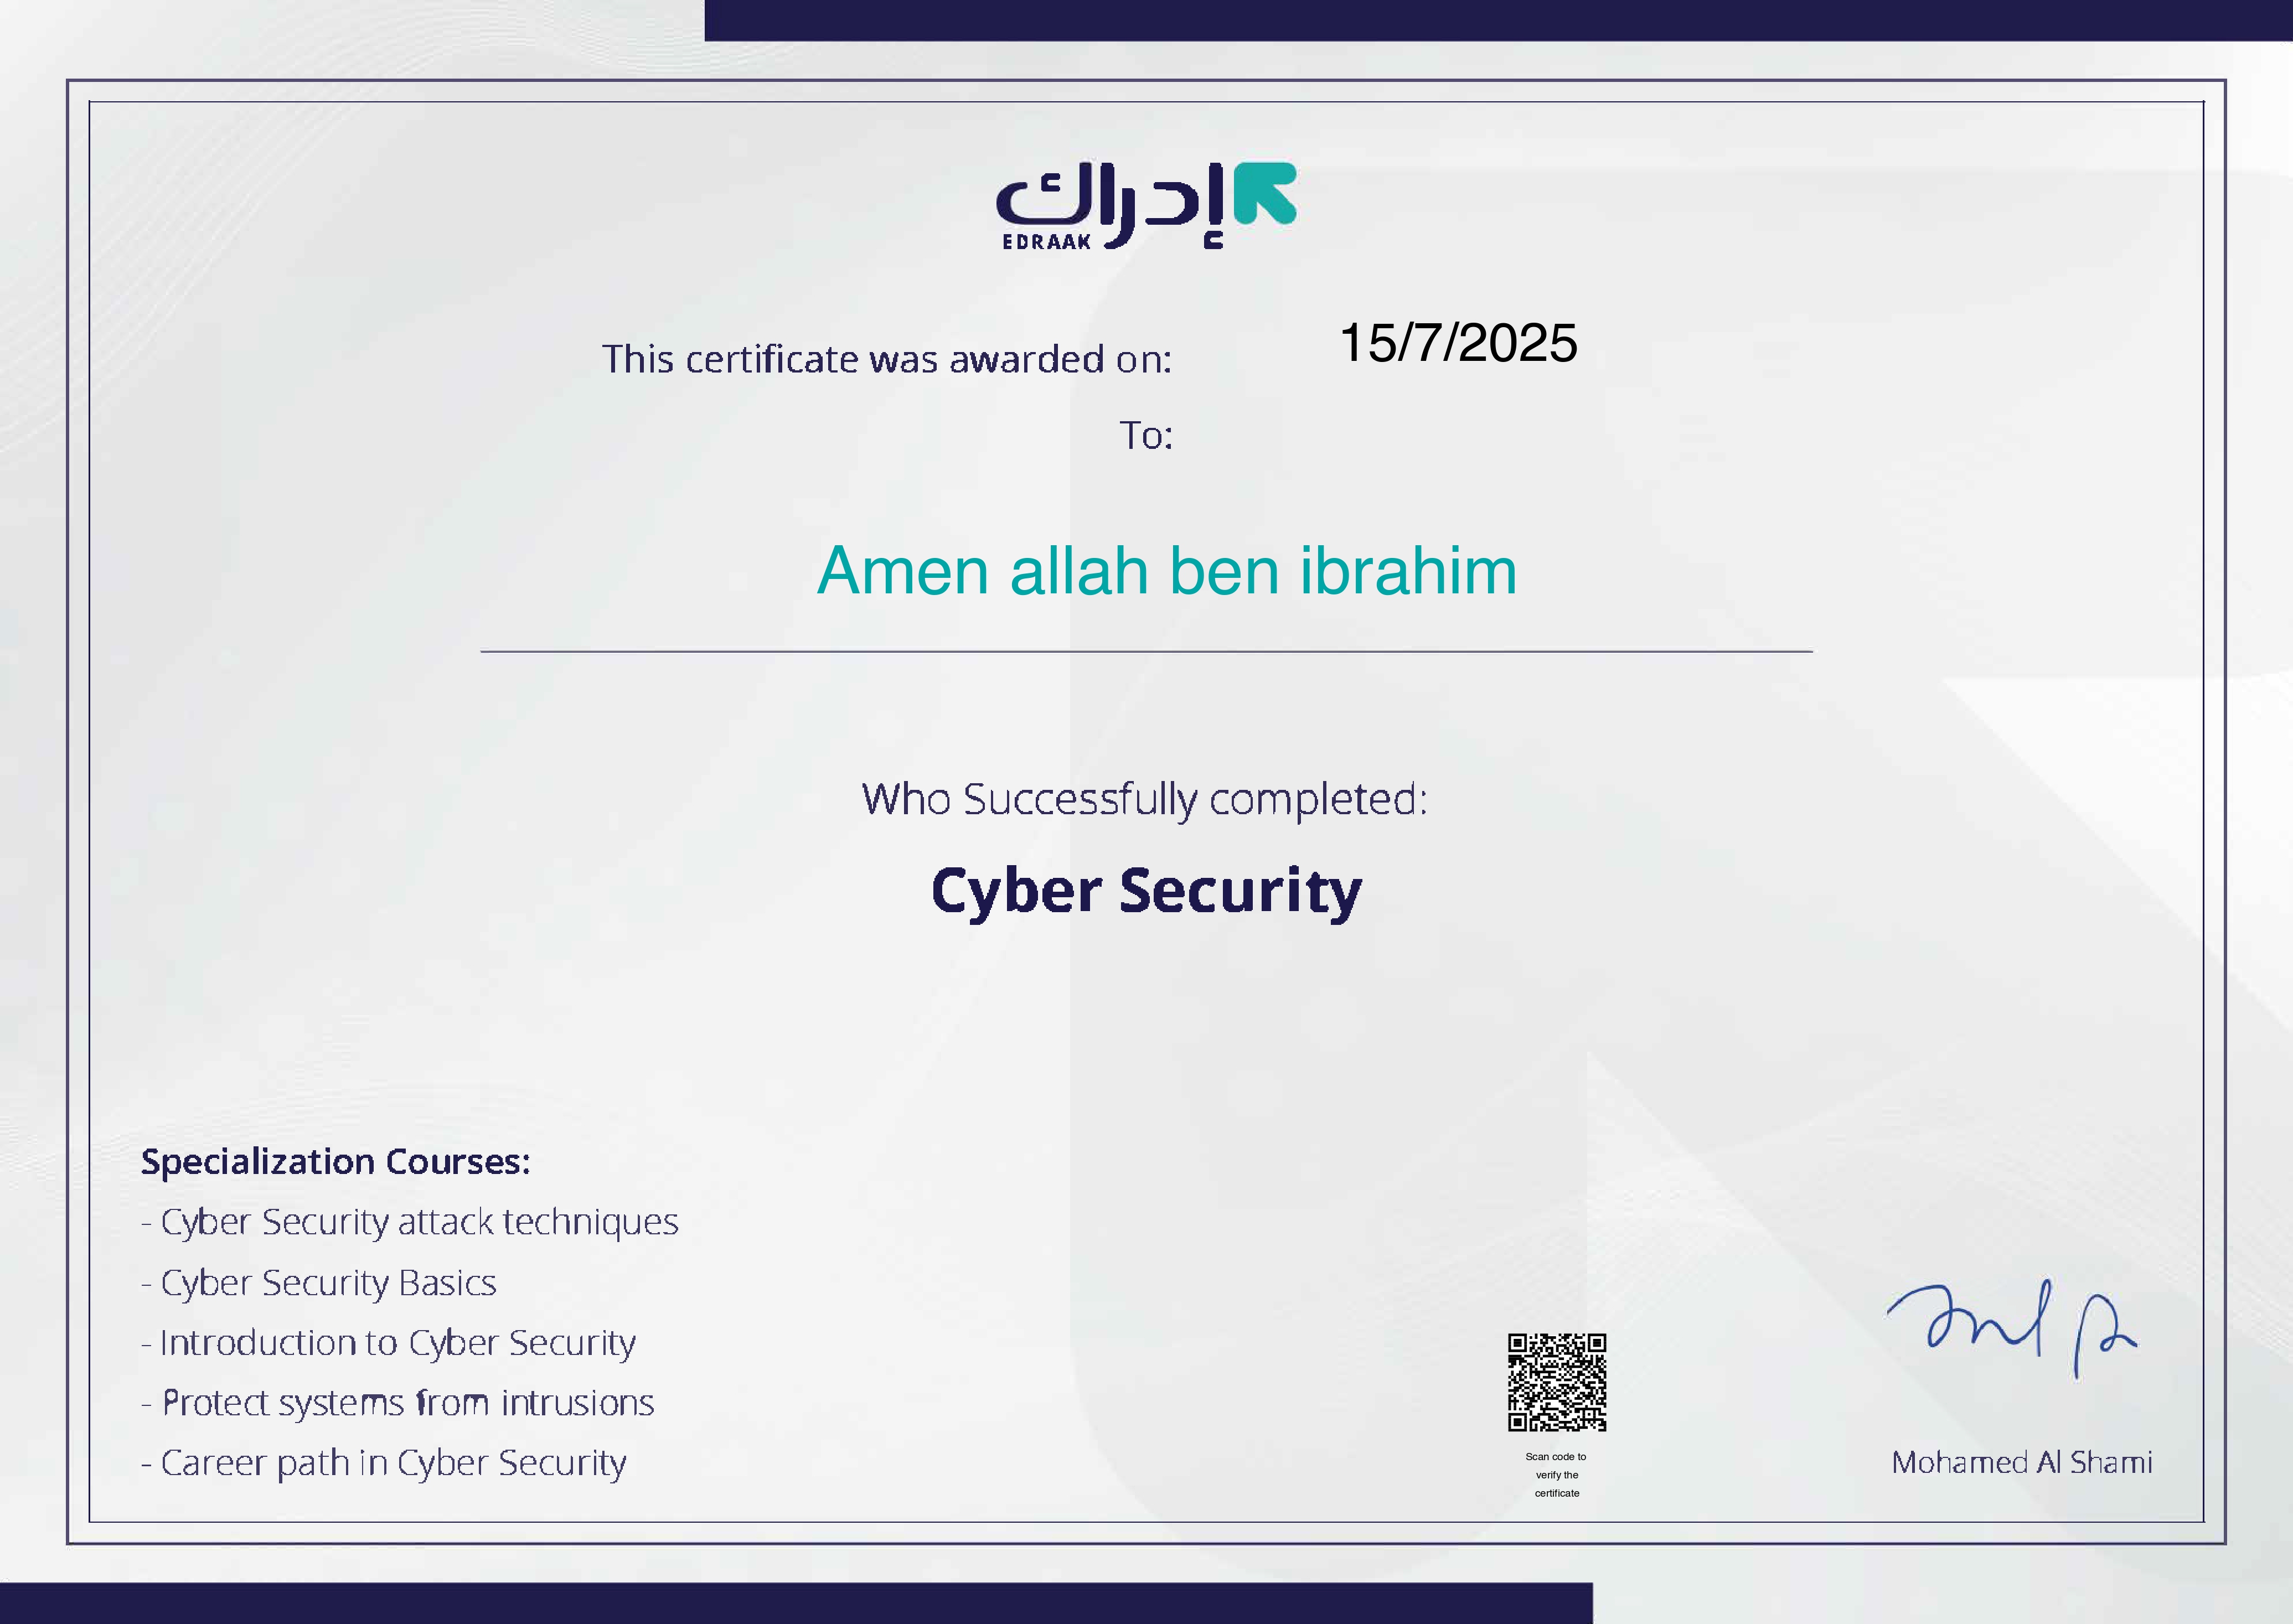 إدراك
EDRAAK
This certificate was awarded on: 15/7/2025
To:
Amen allah ben ibrahim
Who Successfully completed:
Cyber Security
Specialization Courses:
- Cyber Security attack techniques
- Cyber Security Basics
- Introduction to Cyber Security
- Protect systems from intrusions
- Career path in Cyber Security
Scan code to
verify the
certificate
Mohamed Al Shami